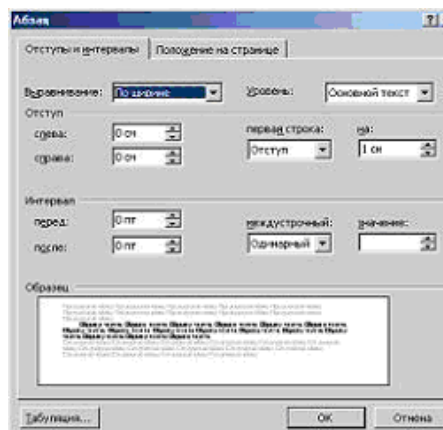 Абзац
Отступы и интервалы Положение на странице
Выравнивание: По ширине Уровень: Основной текст
Отступ
слева: 0 см первая строка: на:
справа: 0 см Отступ 1 см
Интервал
перед: 0 пт междустрочный: значение:
после: 0 пт Одинарный
Образец
Табуляция... ОК Отмена